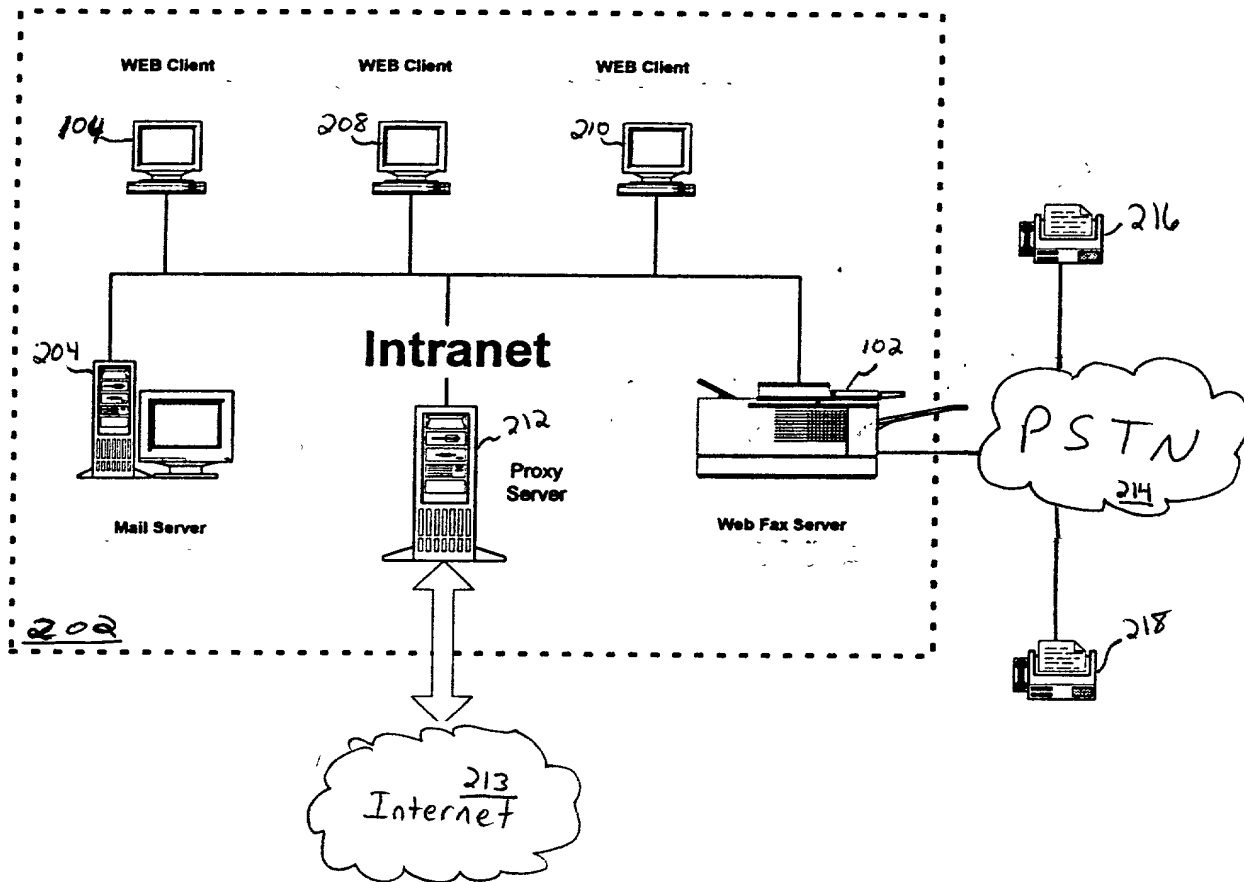 WEB Client
WEB Client
WEB Client
104
208
210
216
204
Intranet
102
212
Proxy
Server
PSTN
214
Mail Server
Web Fax Server
202
218
213
Internet